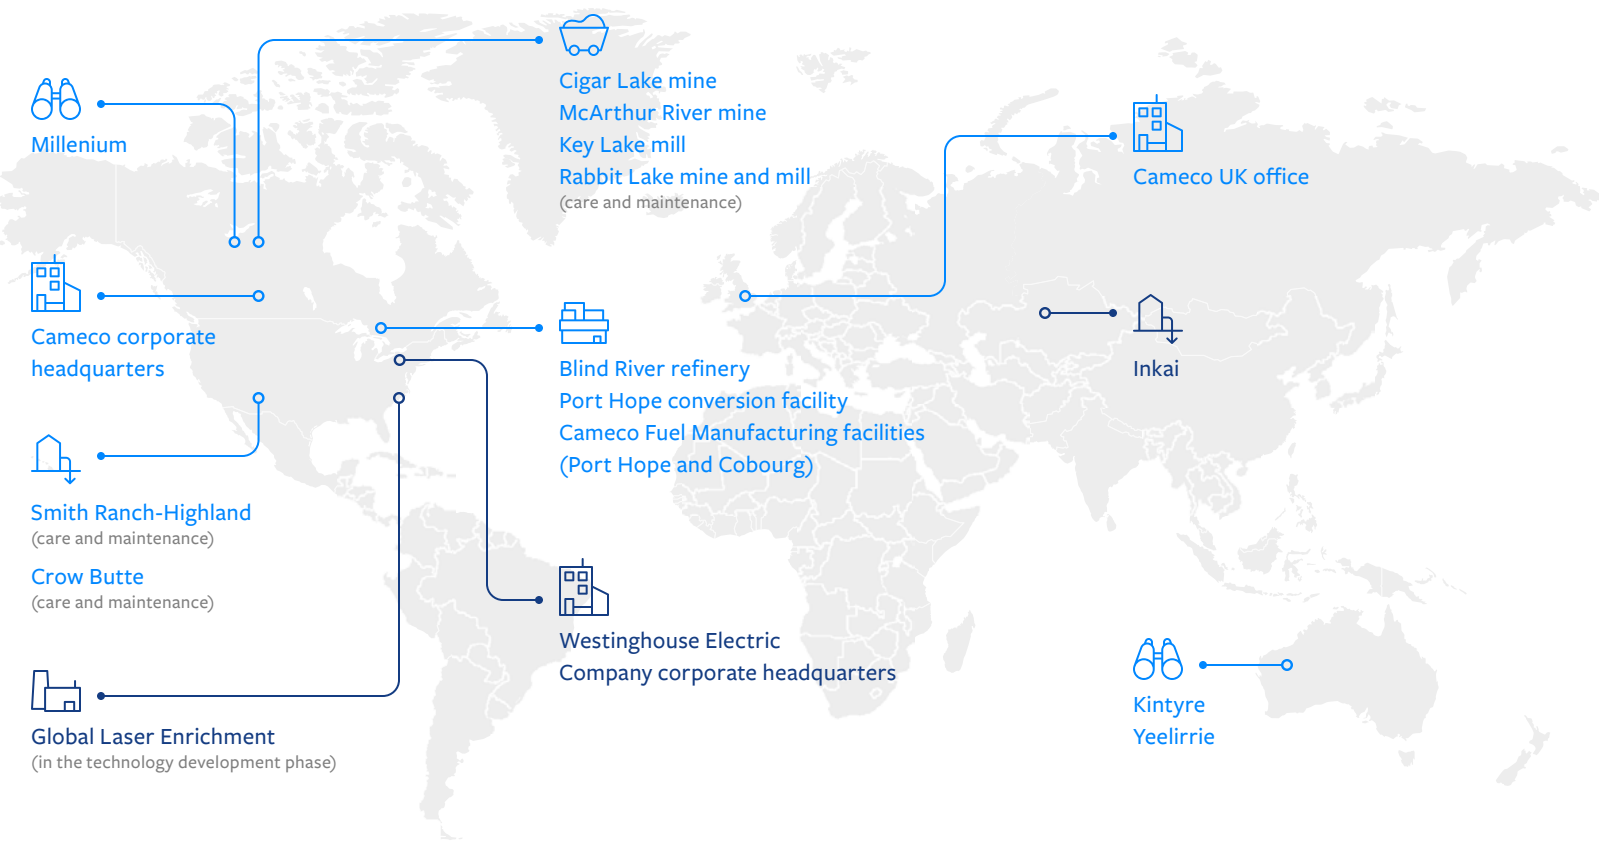 Millenium
Cameco corporate
headquarters
Smith Ranch-Highland
(care and maintenance)
Crow Butte
(care and maintenance)
Global Laser Enrichment
(in the technology development phase)
Cigar Lake mine
McArthur River mine
Key Lake mill
Rabbit Lake mine and mill
(care and maintenance)
Blind River refinery
Port Hope conversion facility
Cameco Fuel Manufacturing facilities
(Port Hope and Cobourg)
Westinghouse Electric
Company corporate headquarters
Cameco UK office
Inkai
Kintyre
Yeelirrie